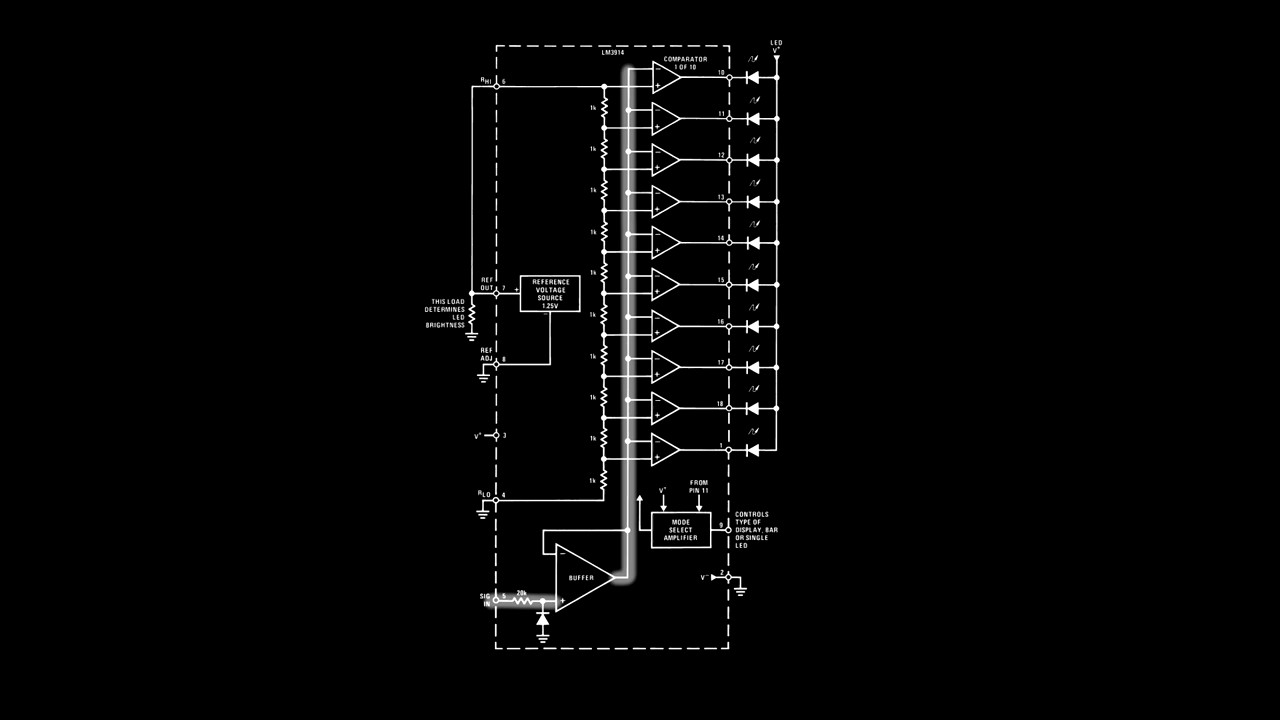 LED
V+
LM3914
COMPARATOR
1 OF 10
RHI
6
10
1k
11
1k
12
1k
13
1k
14
1k
15
REF
OUT
7
REFERENCE
VOLTAGE
SOURCE
1.25V
THIS LOAD
DETERMINES
LED
BRIGHTNESS
1k
16
REF
ADJ
8
1k
17
1k
18
V+
3
1k
1
1k
RLO
4
V+
FROM
PIN 11
MODE
SELECT
AMPLIFIER
9
CONTROLS
TYPE OF
DISPLAY, BAR
OR SINGLE
LED
BUFFER
V−
2
SIG
IN
5
20k